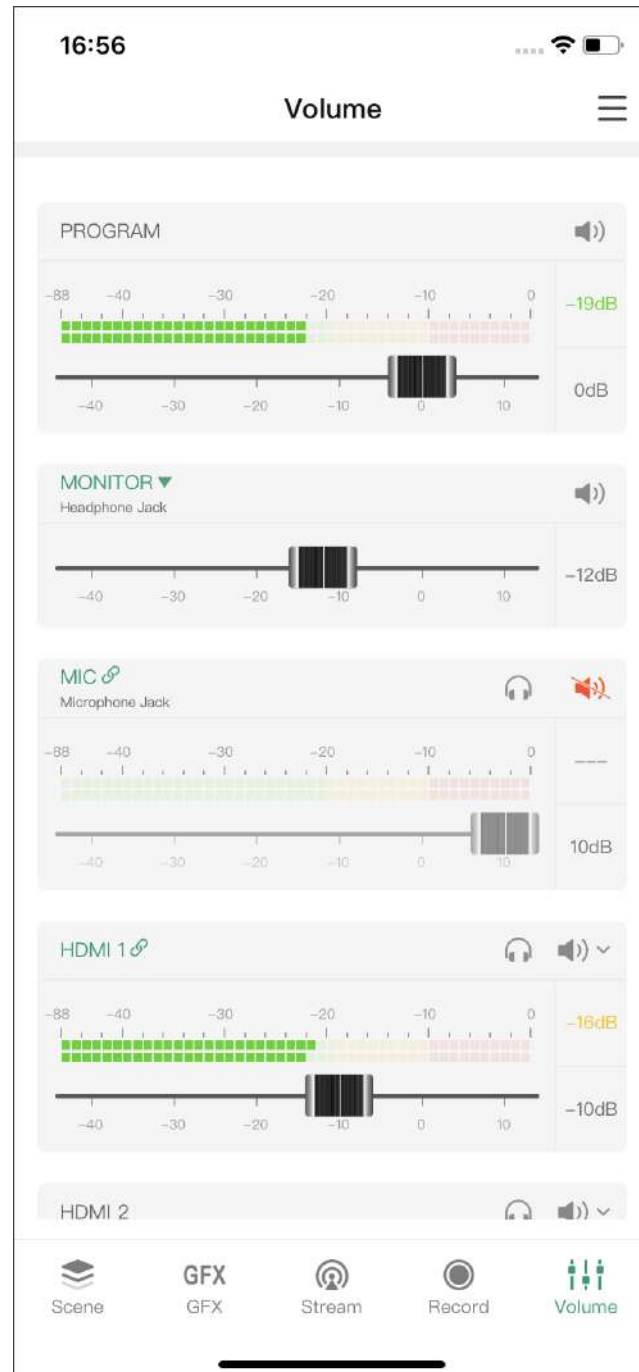 16:56
Volume
PROGRAM
-88 -40 -30 -20 -10 0
-19dB
-40 -30 -20 -10 0 10
0dB
MONITOR
Headphone Jack
-40 -30 -20 -10 0 10
-12dB
MIC
Microphone Jack
-88 -40 -30 -20 -10 0
---
-40 -30 -20 -10 0 10
10dB
HDMI 1
-88 -40 -30 -20 -10 0
-16dB
-40 -30 -20 -10 0 10
-10dB
HDMI 2
GFX
Scene GFX Stream Record Volume